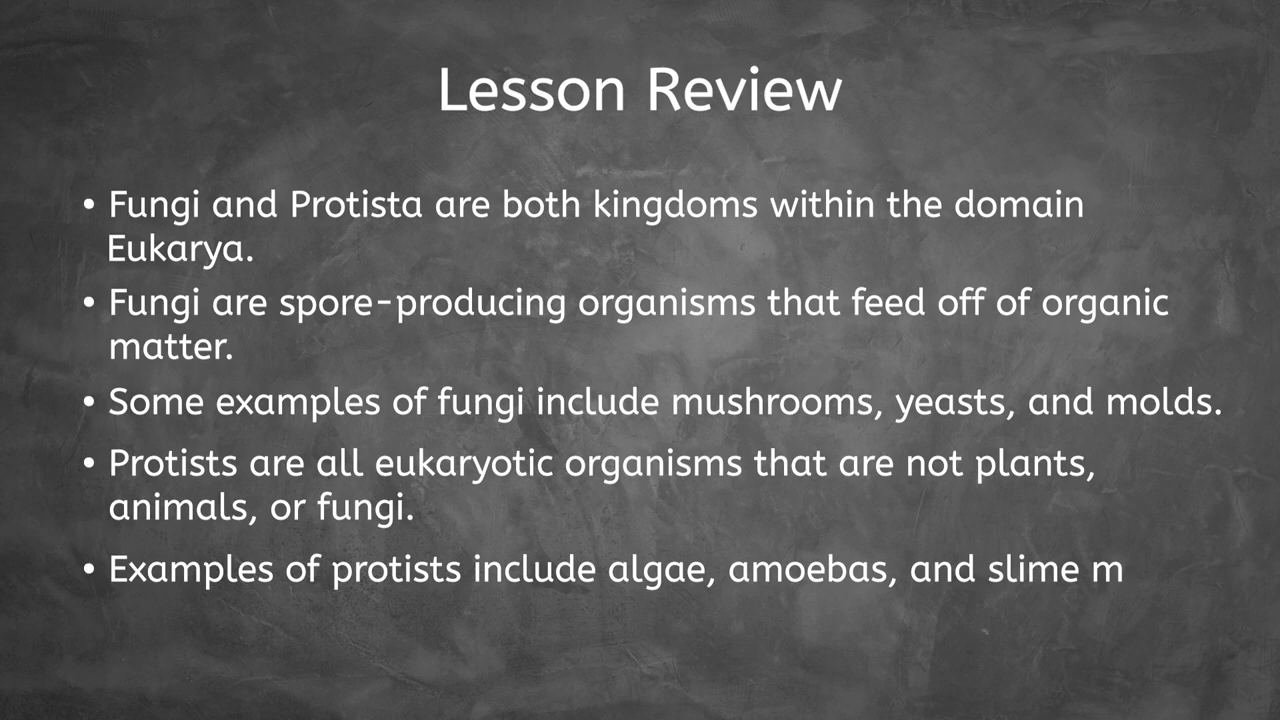 Lesson Review
• Fungi and Protista are both kingdoms within the domain
Eukarya.
• Fungi are spore-producing organisms that feed off of organic
matter.
• Some examples of fungi include mushrooms, yeasts, and molds.
• Protists are all eukaryotic organisms that are not plants,
animals, or fungi.
• Examples of protists include algae, amoebas, and slime m